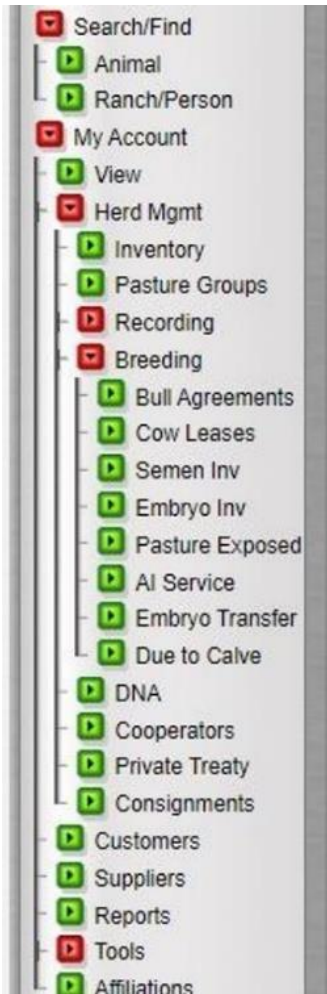 Search/Find
Animal
Ranch/Person
My Account
View
Herd Mgmt
Inventory
Pasture Groups
Recording
Breeding
Bull Agreements
Cow Leases
Semen Inv
Embryo Inv
Pasture Exposed
AI Service
Embryo Transfer
Due to Calve
DNA
Cooperators
Private Treaty
Consignments
Customers
Suppliers
Reports
Tools
Affiliations